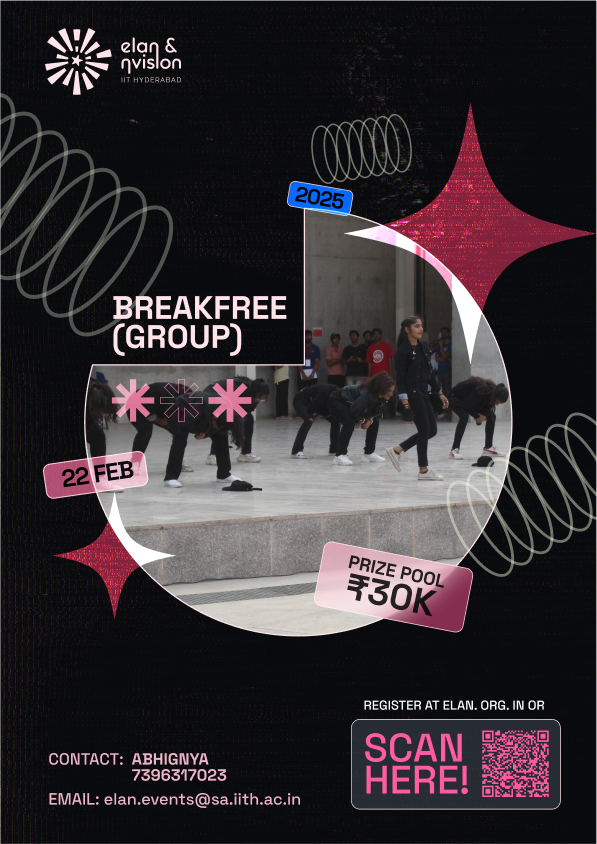 elan &
ηvision
IIT HYDERABAD
2025
BREAKFREE
(GROUP)
22 FEB
PRIZE POOL
₹30K
REGISTER AT ELAN. ORG. IN OR
SCAN
HERE!
CONTACT: ABHIGNYA
7396317023
EMAIL: elan.events@sa.iith.ac.in